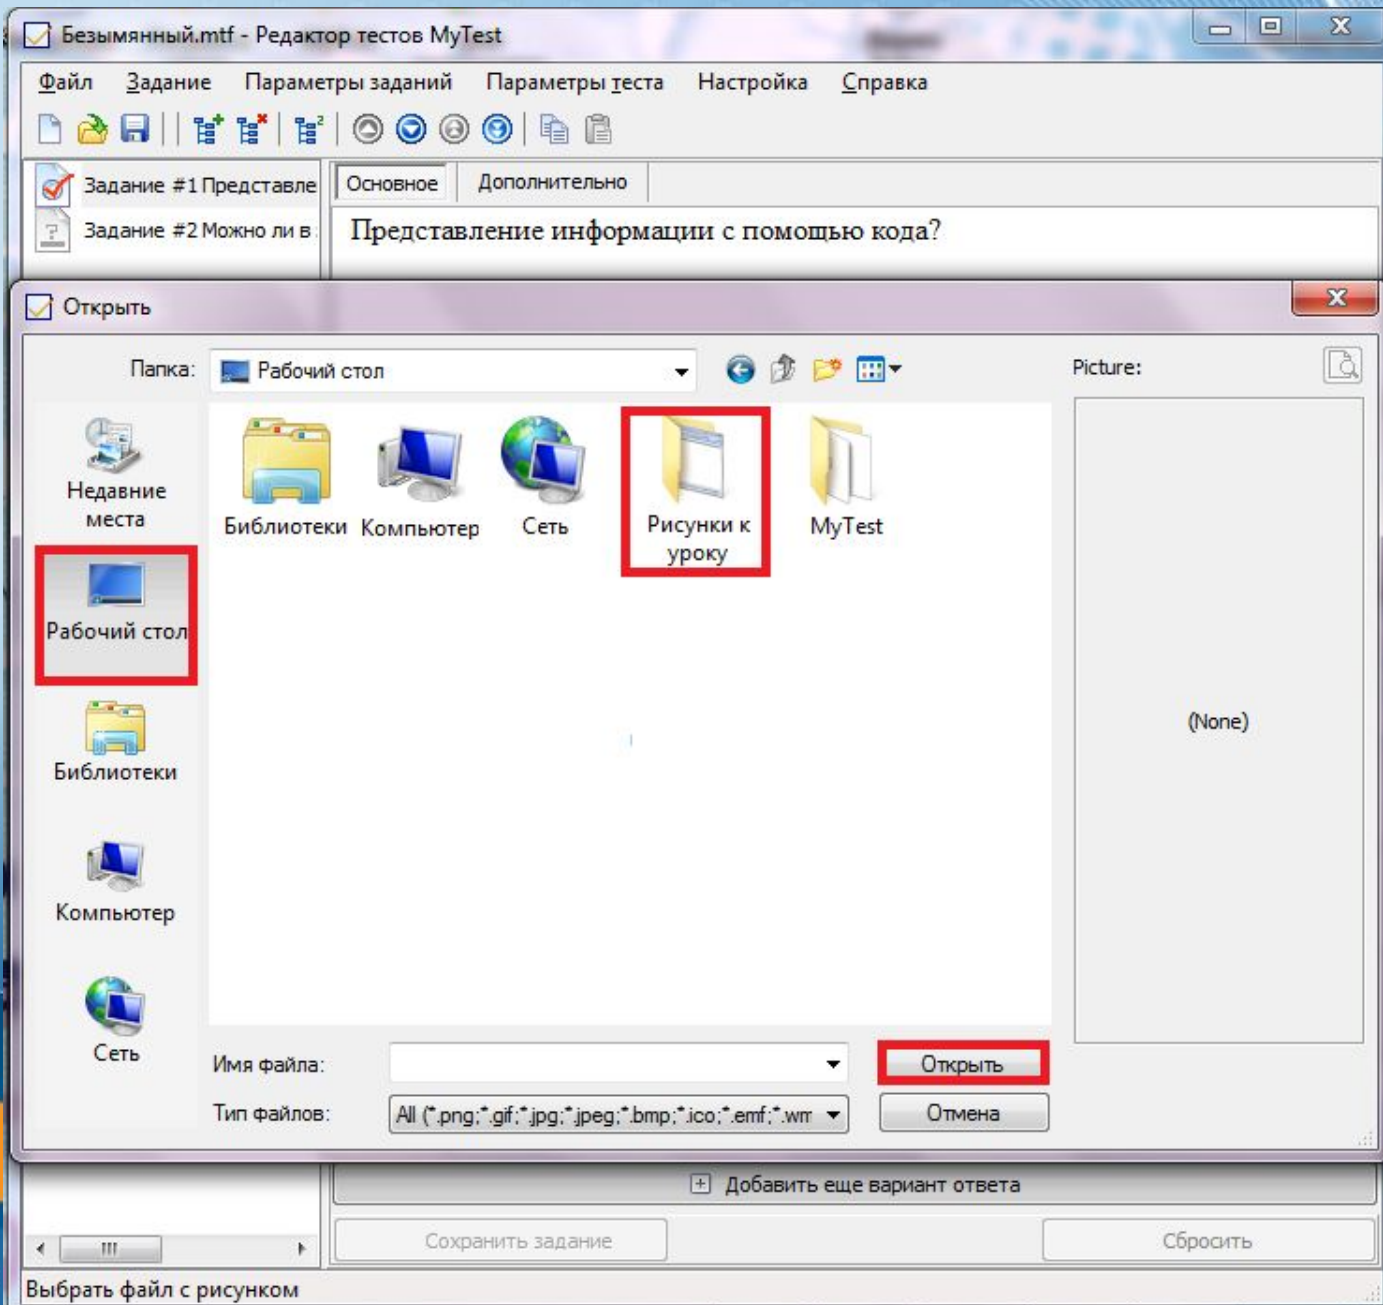 Безымянный.mtf - Редактор тестов MyTest
Файл Задание Параметры заданий Параметры теста Настройка Справка
Задание #1 Представле
Задание #2 Можно ли в
Основное Дополнительно
Представление информации с помощью кода?
Открыть
Папка: Рабочий стол
Picture:
Недавние
места
Рабочий стол
Библиотеки
Компьютер
Сеть
Библиотеки
Компьютер
Сеть
Рисунки к
уроку
MyTest
(None)
Имя файла:
Открыть
Тип файлов: All (*.png;*.gif;*.jpg;*.jpeg;*.bmp;*.ico;*.emf;*.wm
Отмена
Добавить еще вариант ответа
Сохранить задание Сбросить
Выбрать файл с рисунком